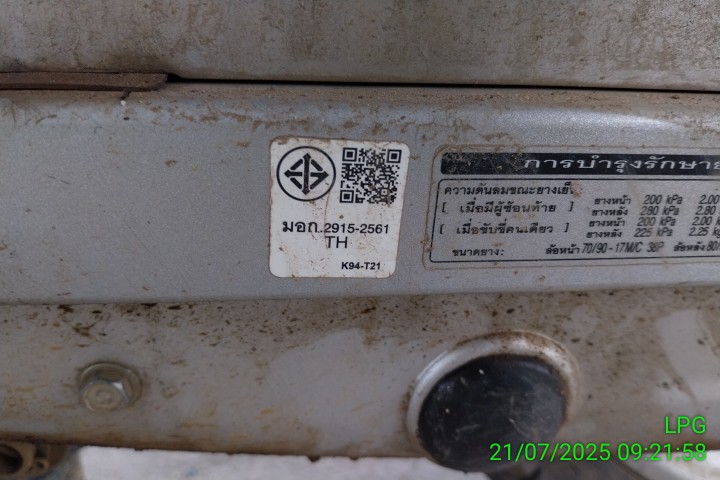 มอก.2915-2561
TH
K94-T21
การบำรุงรักษา
ความดันลมขณะยางเย็น
[ เมื่อมีผู้ซ้อนท้าย ] ยางหน้า 200 kPa 2.00
ยางหลัง 280 kPa 2.80
[ เมื่อขับขี่คนเดียว ] ยางหน้า 200 kPa 2.00
ยางหลัง 225 kPa 2.25
ขนาดยาง: ล้อหน้า 70/90 - 17M/C 38P ล้อหลัง 80/
LPG
21/07/2025 09:21:58